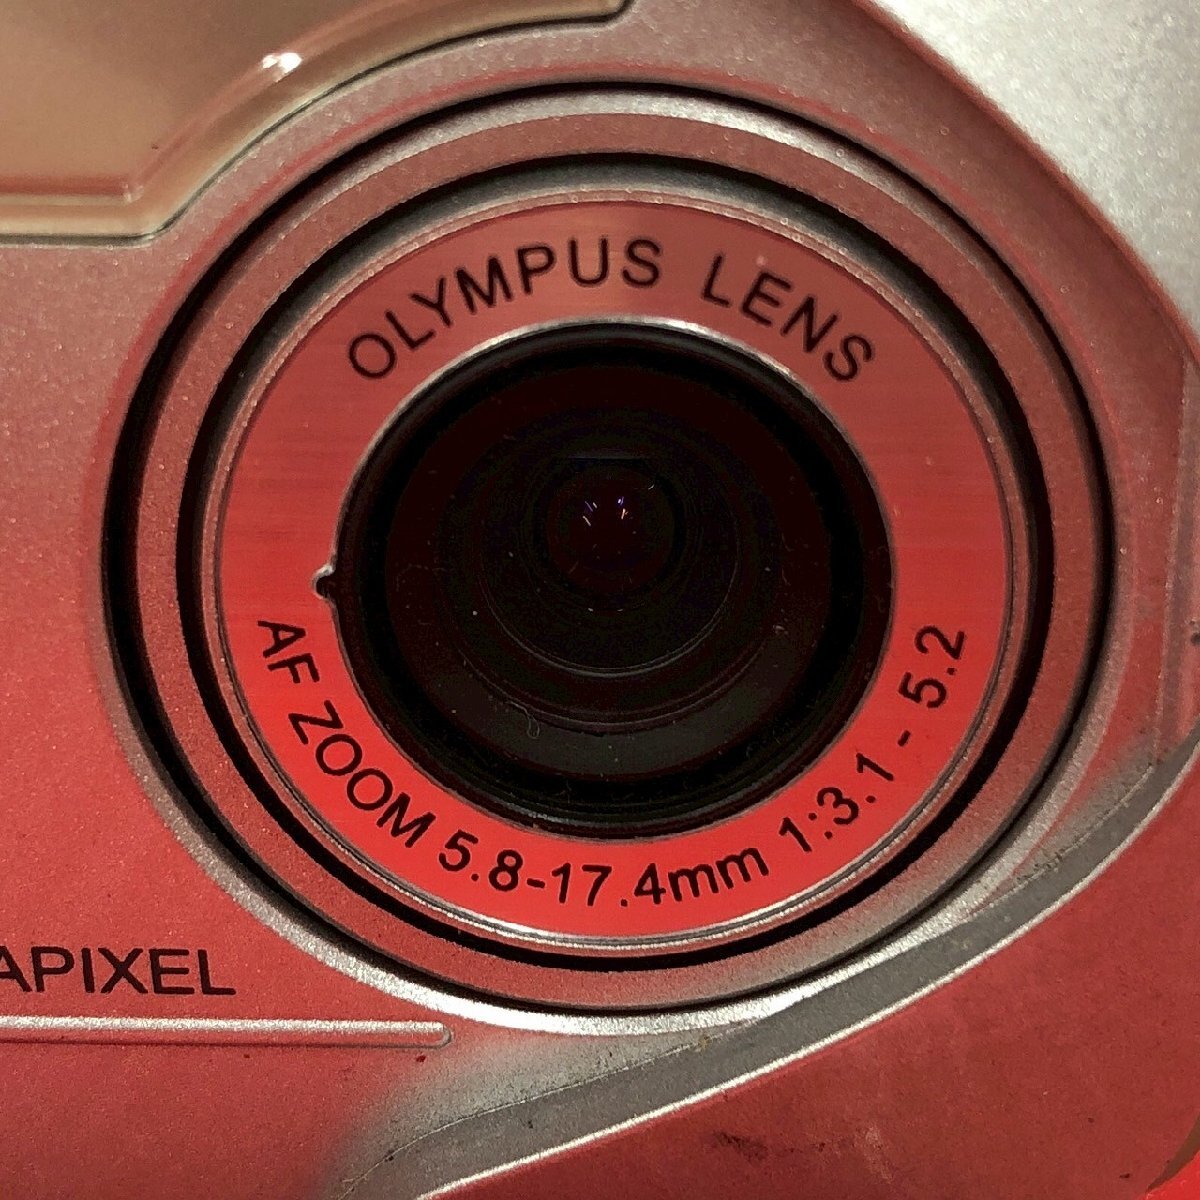 OLYMPUS LENS
AF ZOOM 5.8-17.4mm 1:3.1 - 5.2
APIXEL